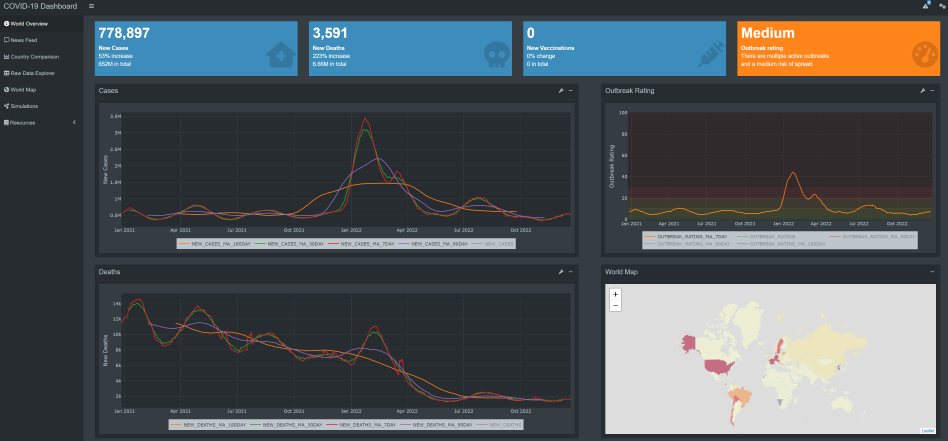 COVID-19 Dashboard
World Overview
News Feed
Country Comparison
Raw Data Explorer
World Map
Simulations
Resources
778,897
New Cases
53% increase
652M in total
3,591
New Deaths
223% increase
6.66M in total
0
New Vaccinations
0% change
0 in total
Medium
Outbreak rating
There are multiple active outbreaks
and a medium risk of spread
Cases
New Cases
3.5M
3M
2.5M
2M
1.5M
1M
0.5M
Jan 2021 Apr 2021 Jul 2021 Oct 2021 Jan 2022 Apr 2022 Jul 2022 Oct 2022
NEW_CASES_MA_180DAY NEW_CASES_MA_30DAY NEW_CASES_MA_7DAY NEW_CASES_MA_90DAY NEW_CASES
Outbreak Rating
Outbreak Rating
100
80
60
40
20
0
Jan 2021 Apr 2021 Jul 2021 Oct 2021 Jan 2022 Apr 2022 Jul 2022 Oct 2022
OUTBREAK_RATING_MA_7DAY OUTBREAK_RATING OUTBREAK_RATING_MA_30DAY
OUTBREAK_RATING_MA_90DAY OUTBREAK_RATING_MA_180DAY
Deaths
New Deaths
14k
12k
10k
8k
6k
4k
2k
Jan 2021 Apr 2021 Jul 2021 Oct 2021 Jan 2022 Apr 2022 Jul 2022 Oct 2022
NEW_DEATHS_MA_180DAY NEW_DEATHS_MA_30DAY NEW_DEATHS_MA_7DAY NEW_DEATHS_MA_90DAY NEW_DEATHS
World Map
+
−
Leaflet